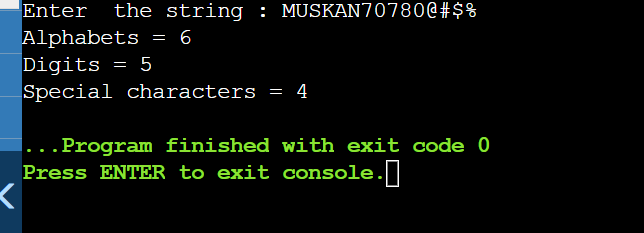 Enter  the string : MUSKAN70780@#$%
Alphabets = 6
Digits = 5
Special characters = 4
...Program finished with exit code 0
Press ENTER to exit console.